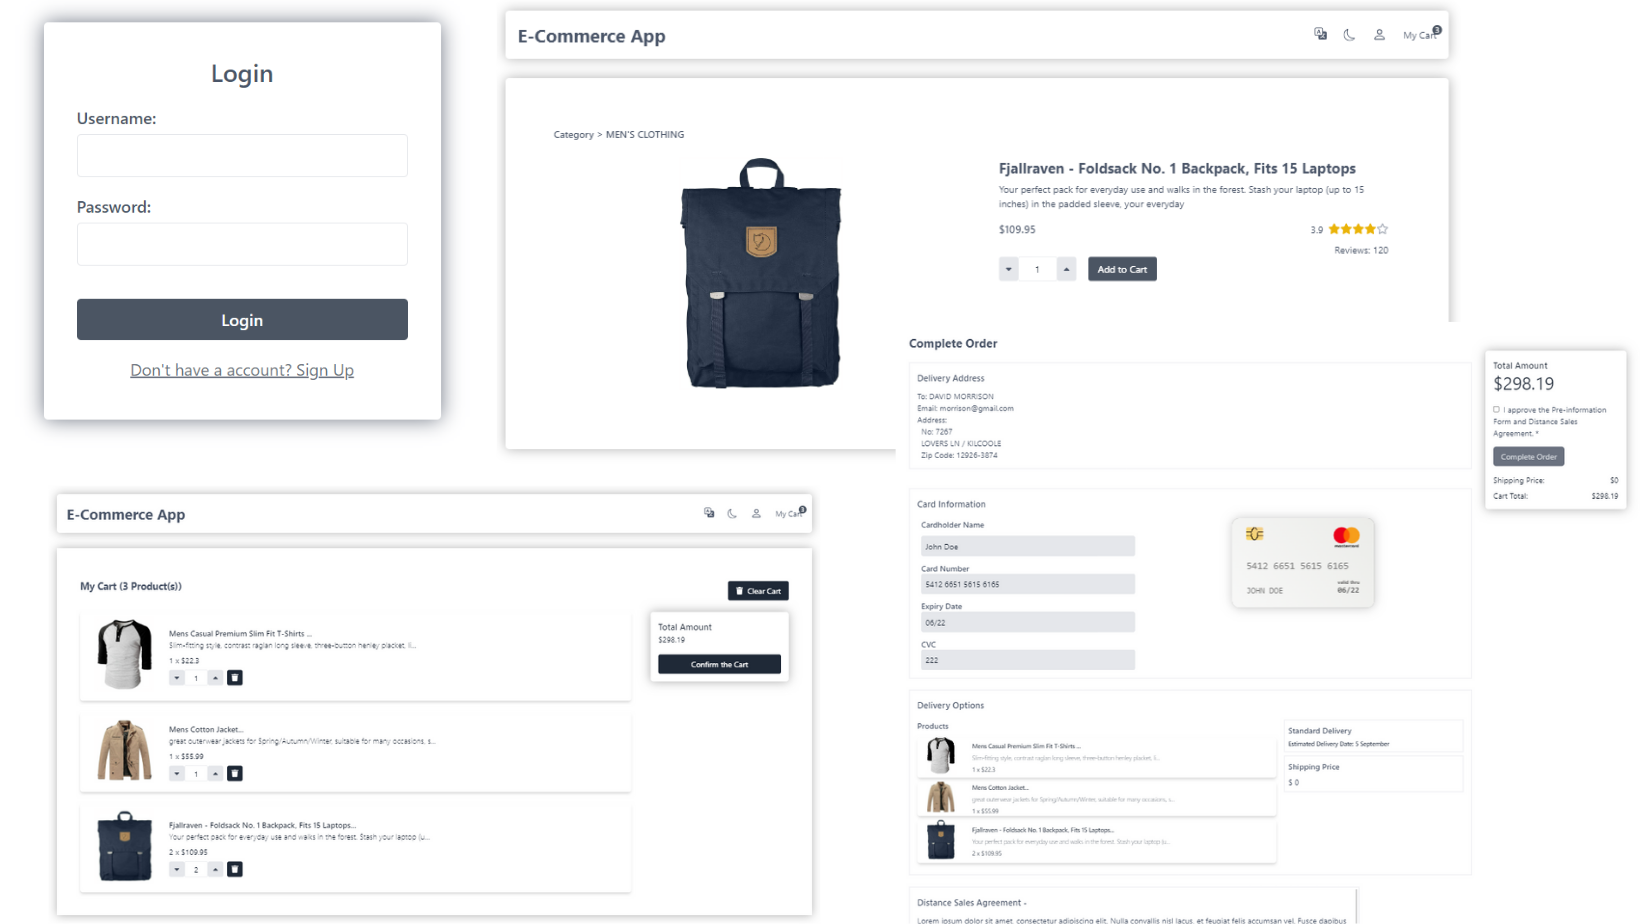 Login
Username:
Password:
Login
Don't have a account? Sign Up
E-Commerce App
My Cart
3
Category > MEN'S CLOTHING
Fjallraven - Foldsack No. 1 Backpack, Fits 15 Laptops
Your perfect pack for everyday use and walks in the forest. Stash your laptop (up to 15
inches) in the padded sleeve, your everyday
$109.95
3.9
Reviews: 120
1
Add to Cart
E-Commerce App
My Cart
3
My Cart (3 Product(s))
Clear Cart
Mens Casual Premium Slim Fit T-Shirts ...
Slim-fitting style, contrast raglan long sleeve, three-button henley placket, li...
1 x $22.3
1
Mens Cotton Jacket...
great outerwear jackets for Spring/Autumn/Winter, suitable for many occasions, s...
1 x $55.99
1
Fjallraven - Foldsack No. 1 Backpack, Fits 15 Laptops...
Your perfect pack for everyday use and walks in the forest. Stash your laptop (u...
2 x $109.95
2
Total Amount
$298.19
Confirm the Cart
Complete Order
Delivery Address
To: DAVID MORRISON
Email: morrison@gmail.com
Address:
No: 7267
LOVERS LN / KILCOOLE
Zip Code: 12926-3874
Card Information
Cardholder Name
John Doe
Card Number
5412 6651 5615 6165
Expiry Date
06/22
CVC
222
mastercard
5412 6651 5615 6165
valid thru
JOHN DOE
06/22
Delivery Options
Products
Mens Casual Premium Slim Fit T-Shirts ...
Slim-fitting style, contrast raglan long sleeve, three-button henley placket, li...
1 x $22.3
Mens Cotton Jacket...
great outerwear jackets for Spring/Autumn/Winter, suitable for many occasions, s...
1 x $55.99
Fjallraven - Foldsack No. 1 Backpack, Fits 15 Laptops...
Your perfect pack for everyday use and walks in the forest. Stash your laptop (u...
2 x $109.95
Standard Delivery
Estimated Delivery Date: 5 September
Shipping Price
$ 0
Distance Sales Agreement -
Lorem ipsum dolor sit amet, consectetur adipiscing elit. Nulla convallis nisl lacus, et feugiat felis accumsan vel. Fusce dapibus
Total Amount
$298.19
I approve the Pre-information
Form and Distance Sales
Agreement. *
Complete Order
Shipping Price: $0
Cart Total: $298.19